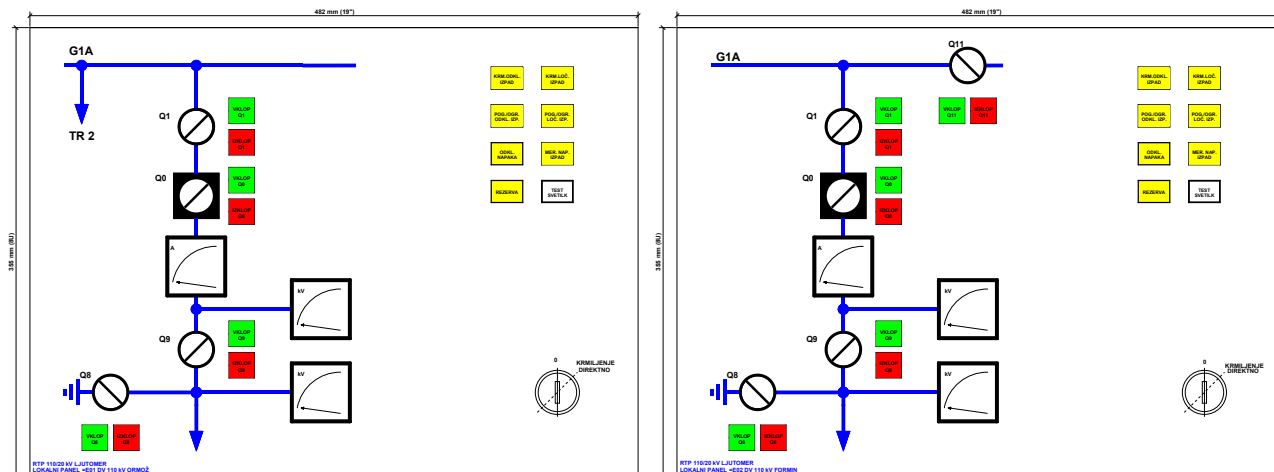 482 mm (19")
355 mm (8U)
G1A
TR 2
Q1
VKLOP
Q1
IZKLOP
Q1
Q0
VKLOP
Q0
IZKLOP
Q0
A
kV
Q9
VKLOP
Q9
IZKLOP
Q9
kV
Q8
VKLOP
Q8
IZKLOP
Q8
KRM.ODKL.
IZPAD
KRM.LOČ.
IZPAD
POG./OGR.
ODKL. IZP.
POG./OGR.
LOČ. IZP.
ODKL.
NAPAKA
MER. NAP.
IZPAD
REZERVA
TEST
SVETILK
0
KRMILJENJE
DIREKTNO
RTP 110/20 kV LJUTOMER
LOKALNI PANEL =E01 DV 110 kV ORMOŽ
482 mm (19")
355 mm (8U)
G1A
Q11
VKLOP
Q11
IZKLOP
Q11
Q1
VKLOP
Q1
IZKLOP
Q1
Q0
VKLOP
Q0
IZKLOP
Q0
A
kV
Q9
VKLOP
Q9
IZKLOP
Q9
kV
Q8
VKLOP
Q8
IZKLOP
Q8
KRM.ODKL.
IZPAD
KRM.LOČ.
IZPAD
POG./OGR.
ODKL. IZP.
POG./OGR.
LOČ. IZP.
ODKL.
NAPAKA
MER. NAP.
IZPAD
REZERVA
TEST
SVETILK
0
KRMILJENJE
DIREKTNO
RTP 110/20 kV LJUTOMER
LOKALNI PANEL =E02 DV 110 kV FORMIN